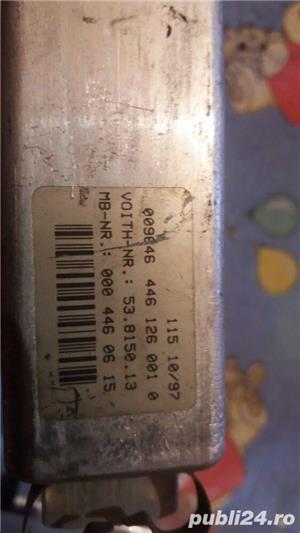 115 10/97
009646 446 126 001 0
VOITH-NR.: 53.8150.13
MB-NR.: 000 446 06 15
publi24.ro